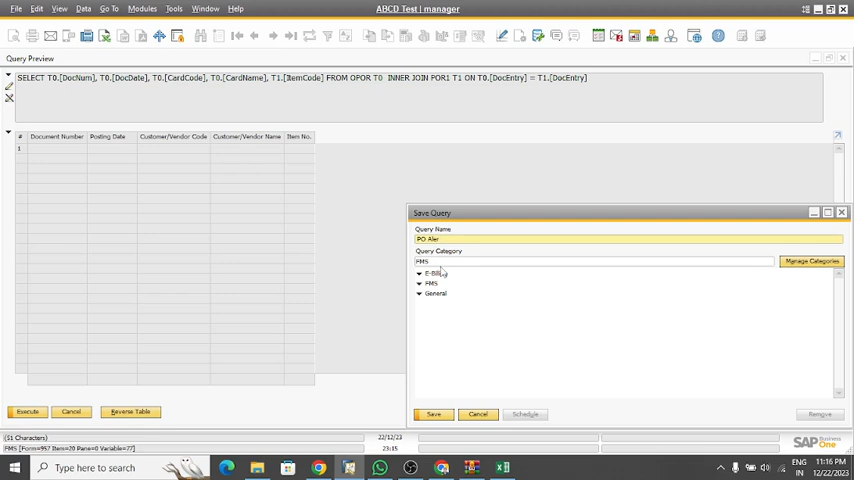 File Edit View Data Go To Modules Tools Window Help
ABCD Test | manager
Query Preview
SELECT T0.[DocNum], T0.[DocDate], T0.[CardCode], T0.[CardName], T1.[ItemCode] FROM OPOR T0 INNER JOIN POR1 T1 ON T0.[DocEntry] = T1.[DocEntry]
# Document Number Posting Date Customer/Vendor Code Customer/Vendor Name Item No.
1
Save Query
Query Name
PO Aler
Query Category
FMS
Manage Categories
FMS
General
Save Cancel Schedule Remove
Execute Cancel Reverse Table
(51 Characters) 22/12/23
FMS [Form=957 Item=20 Pane=0 Variable=77] 23:15
SAP Business One
Type here to search
ENG 11:16 PM
IN 12/22/2023